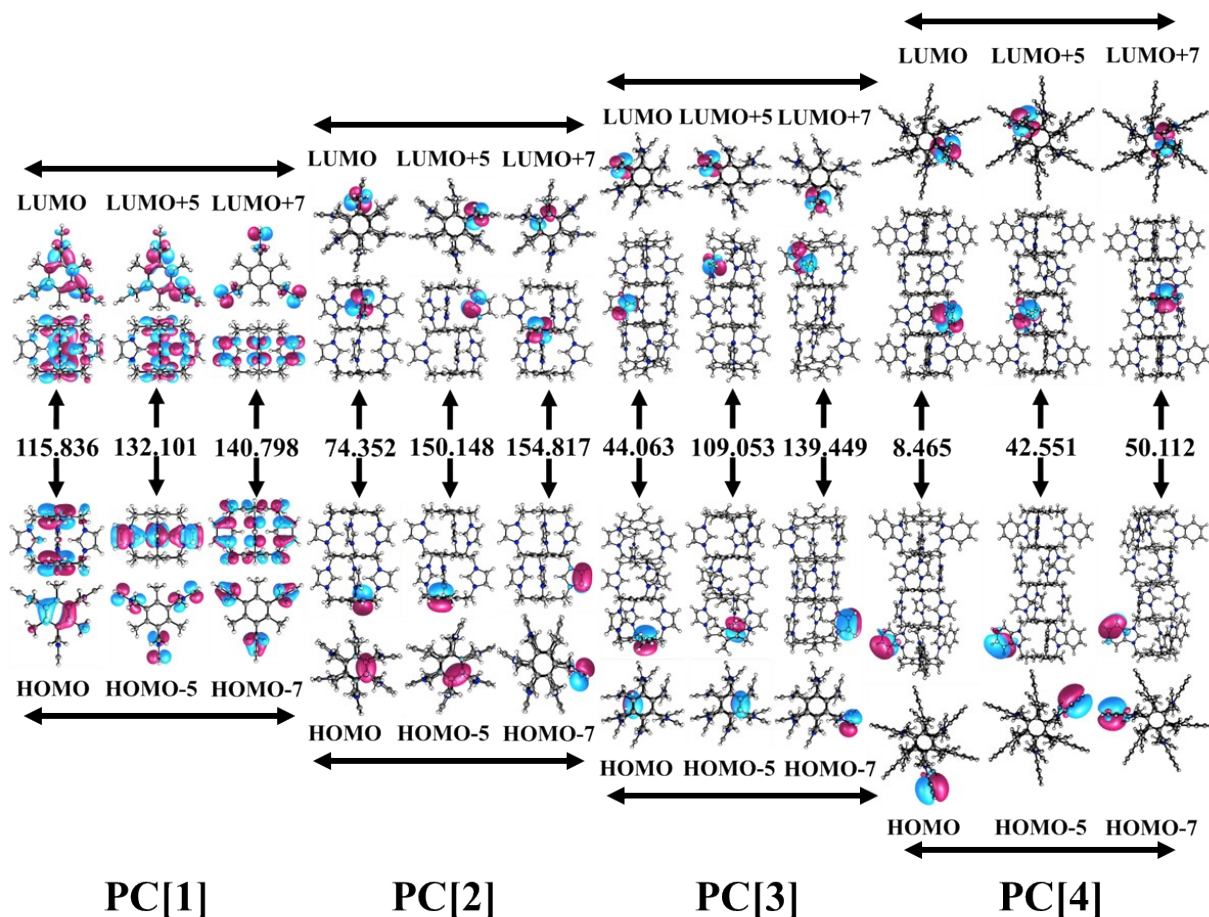 LUMO LUMO+5 LUMO+7
LUMO LUMO+5 LUMO+7
LUMO LUMO+5 LUMO+7
LUMO LUMO+5 LUMO+7
115.836 132.101 140.798 74.352 150.148 154.817 44.063 109.053 139.449 8.465 42.551 50.112
HOMO HOMO-5 HOMO-7
HOMO HOMO-5 HOMO-7
HOMO HOMO-5 HOMO-7
HOMO HOMO-5 HOMO-7
PC[1] PC[2] PC[3] PC[4]